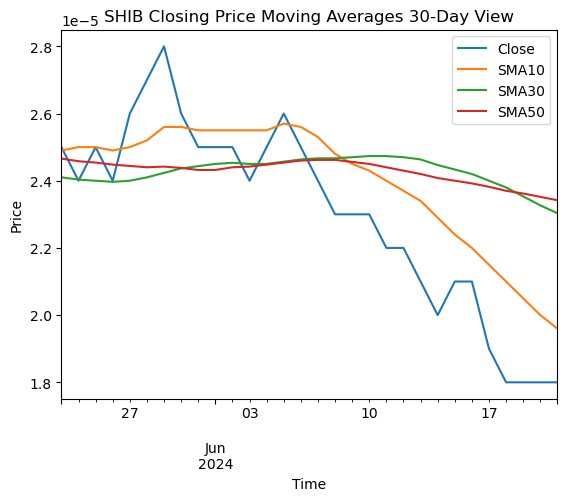 SHIB Closing Price Moving Averages 30-Day View
1e−5
Close
SMA10
SMA30
SMA50
2.8
2.6
2.4
2.2
2.0
1.8
Price
27
03
10
17
Jun
2024
Time